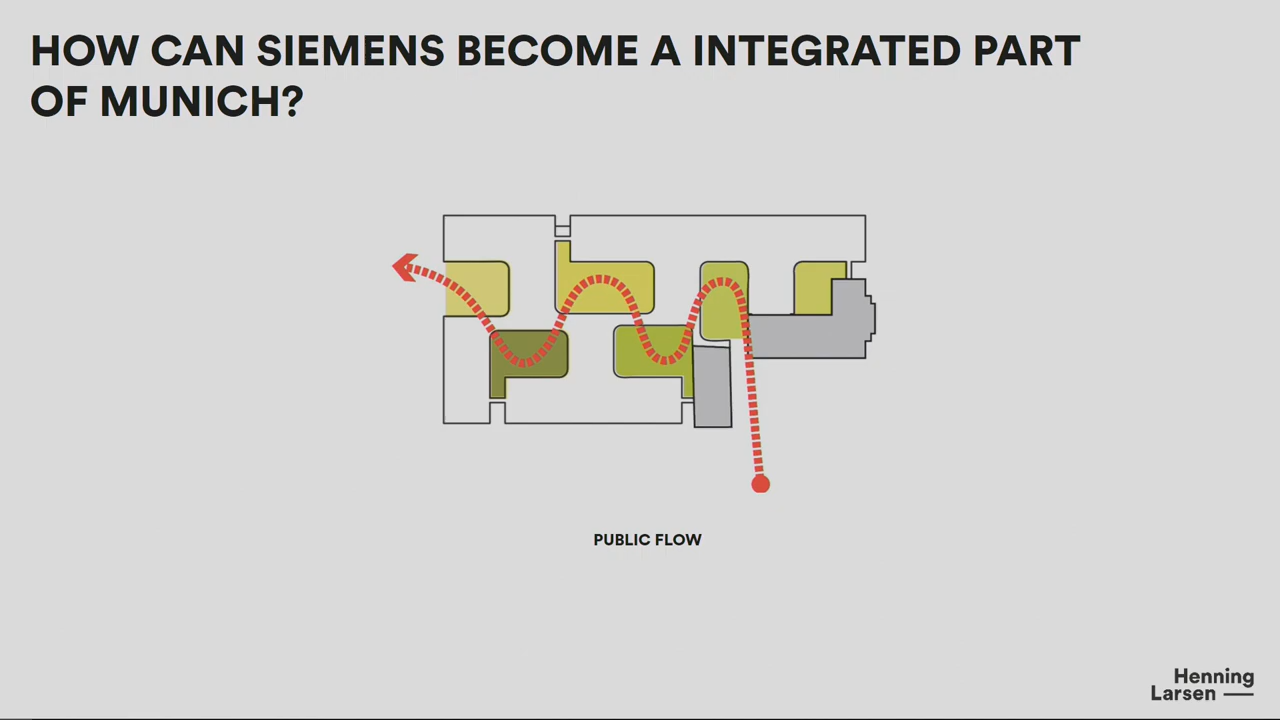 HOW CAN SIEMENS BECOME A INTEGRATED PART
OF MUNICH?
PUBLIC FLOW
Henning
Larsen